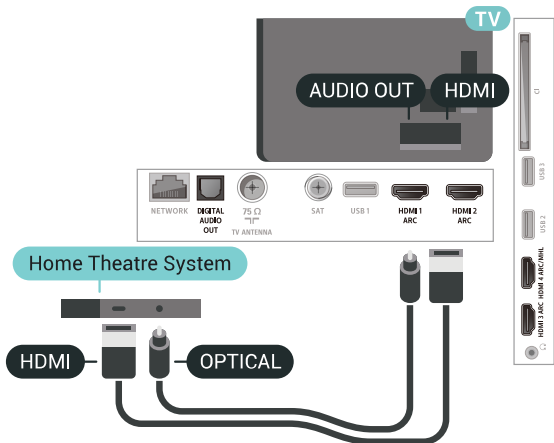 TV
AUDIO OUT
HDMI
CI
USB 3
USB 2
HDMI 4 ARC/MHL
HDMI 3 ARC
NETWORK
DIGITAL
AUDIO
OUT
75 Ω
TV ANTENNA
SAT
USB 1
HDMI 1
ARC
HDMI 2
ARC
Home Theatre System
HDMI
OPTICAL